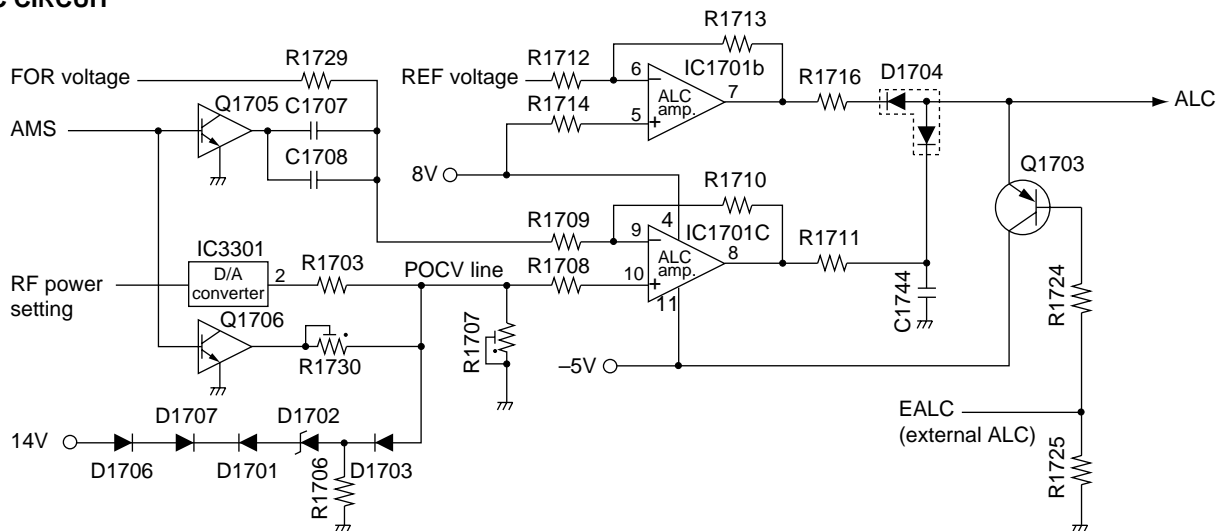 C CIRCUIT
FOR voltage
R1729
AMS
Q1705
C1707
C1708
REF voltage
R1712
R1713
6
IC1701b
ALC
amp.
7
R1714
5
R1716
D1704
ALC
8V
Q1703
R1710
4
IC1701C
R1709
9
ALC
amp.
8
R1711
10
11
IC3301
D/A
converter
2
R1703
POCV line
R1708
RF power
setting
Q1706
R1730
R1707
C1744
R1724
–5V
EALC
(external ALC)
R1725
14V
D1707
D1702
D1706
D1701
R1706
D1703